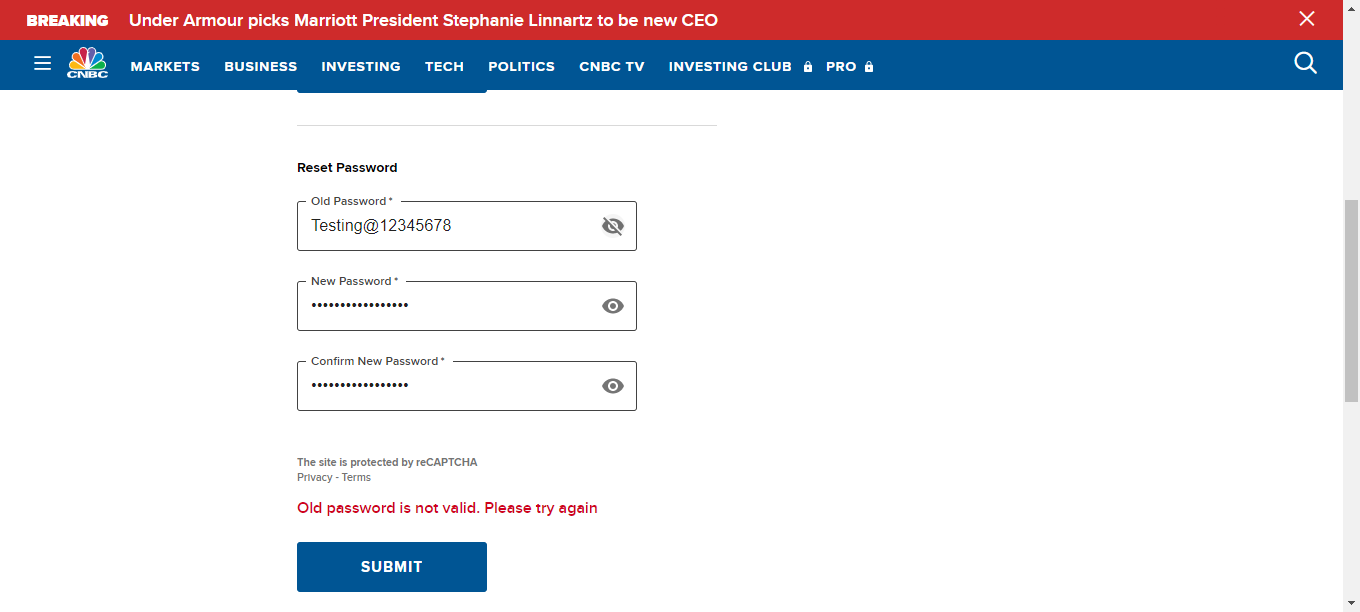 BREAKING Under Armour picks Marriott President Stephanie Linnartz to be new CEO
CNBC MARKETS BUSINESS INVESTING TECH POLITICS CNBC TV INVESTING CLUB PRO
Reset Password
Old Password *
Testing@12345678
New Password *
•••••••••••••••••
Confirm New Password *
•••••••••••••••••
The site is protected by reCAPTCHA
Privacy - Terms
Old password is not valid. Please try again
SUBMIT